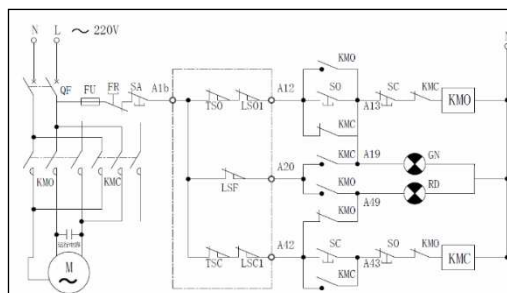 N L ~ 220V N
QF FU FR SA A1b A12 KMO
TSO LSO1 SO A13 SC KMC KMO
KMC
A20 KMC A19 GN
KMO KMC LSF KMO RD
A49
KMO
TSC LSC1 A42 SC A43 SO KMO KMC
M ~ KMC